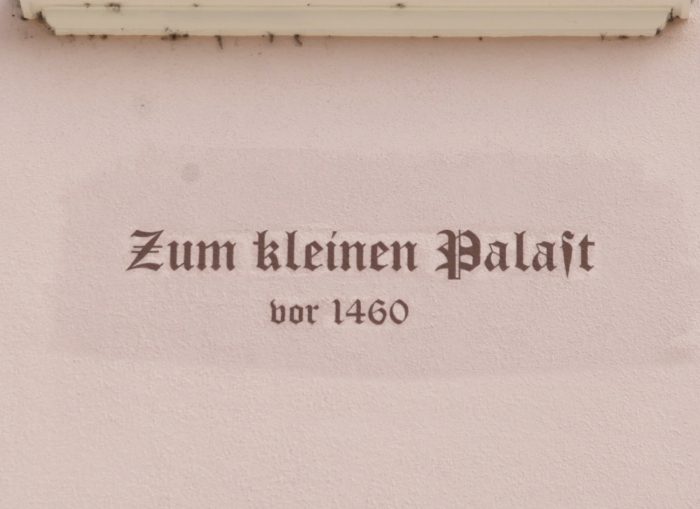 Zum kleinen Palaſt
vor 1460